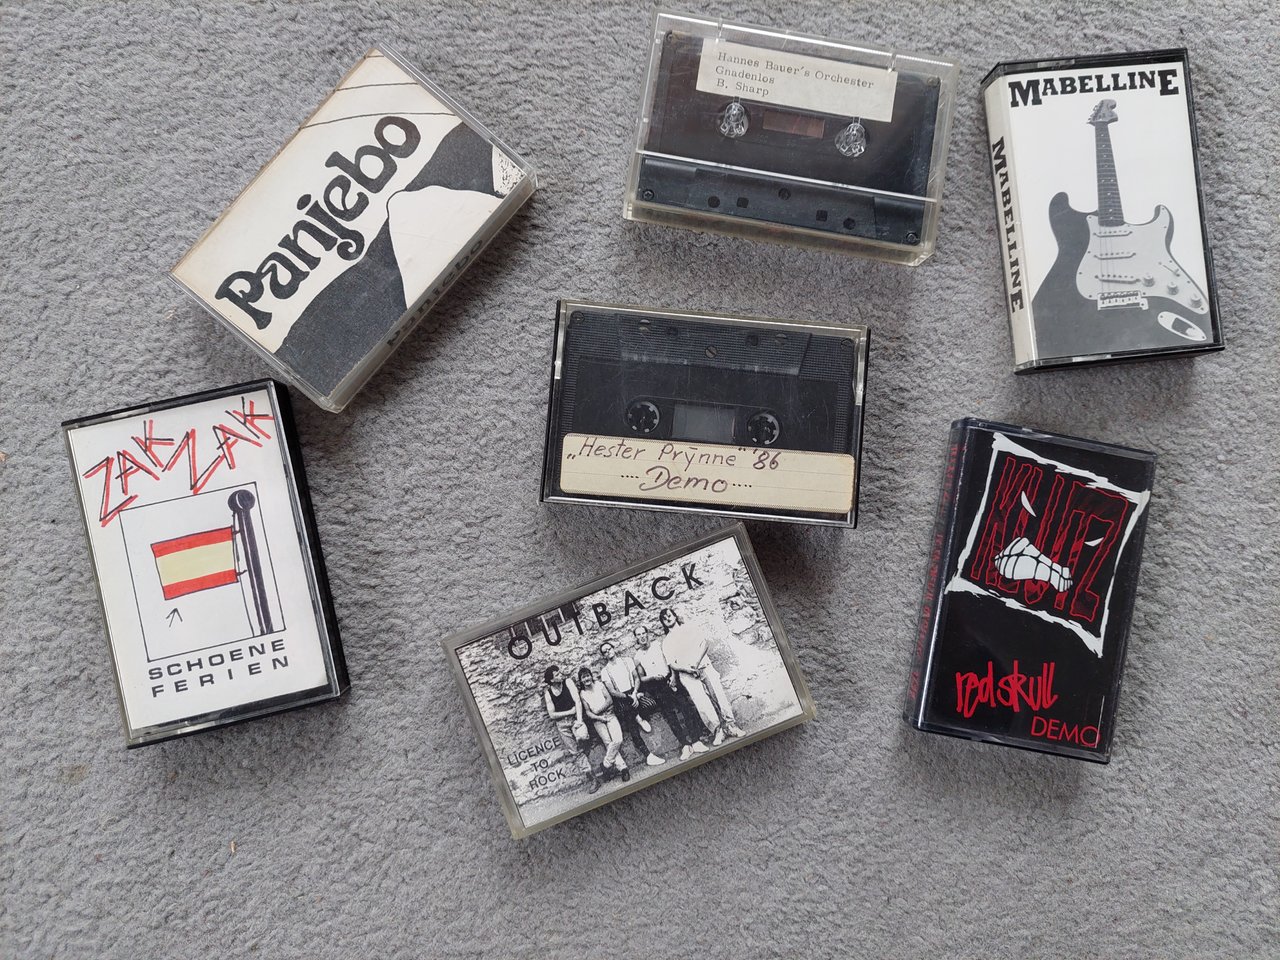 Panjebo
Panjebo
Hannes Bauer's Orchester
Gnadenlos
B. Sharp
MABELLINE
MABELLINE
ZAK ZAK
SCHOENE
FERIEN
„Hester Prynne" '86
....Demo....
OUTBACK
LICENCE
TO
ROCK
red skull
DEMO